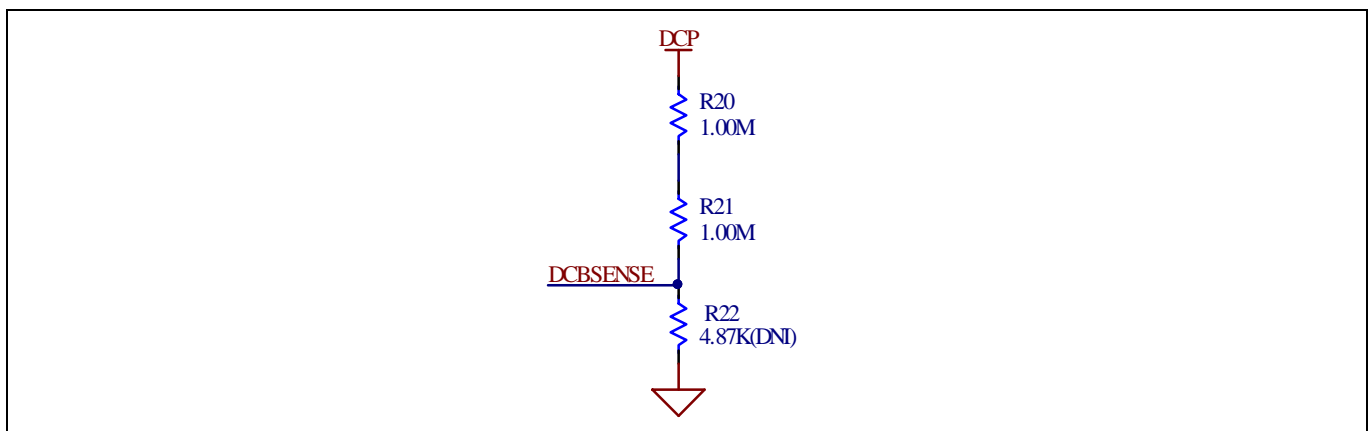 DCP
R20
1.00M
R21
1.00M
DCBSENSE
R22
4.87K(DNI)